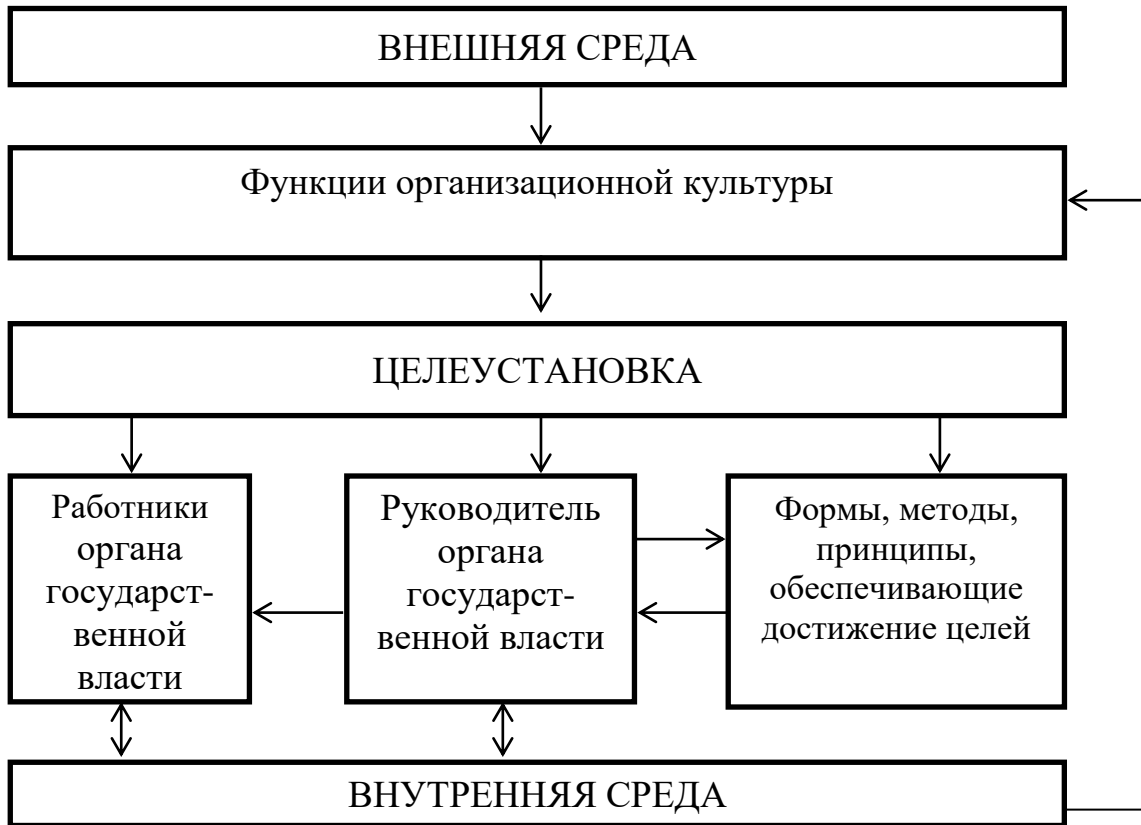 ВНЕШНЯЯ СРЕДА
Функции организационной культуры
ЦЕЛЕУСТАНОВКА
Работники
органа
государст-
венной
власти
Руководитель
органа
государст-
венной власти
Формы, методы,
принципы,
обеспечивающие
достижение целей
ВНУТРЕННЯЯ СРЕДА